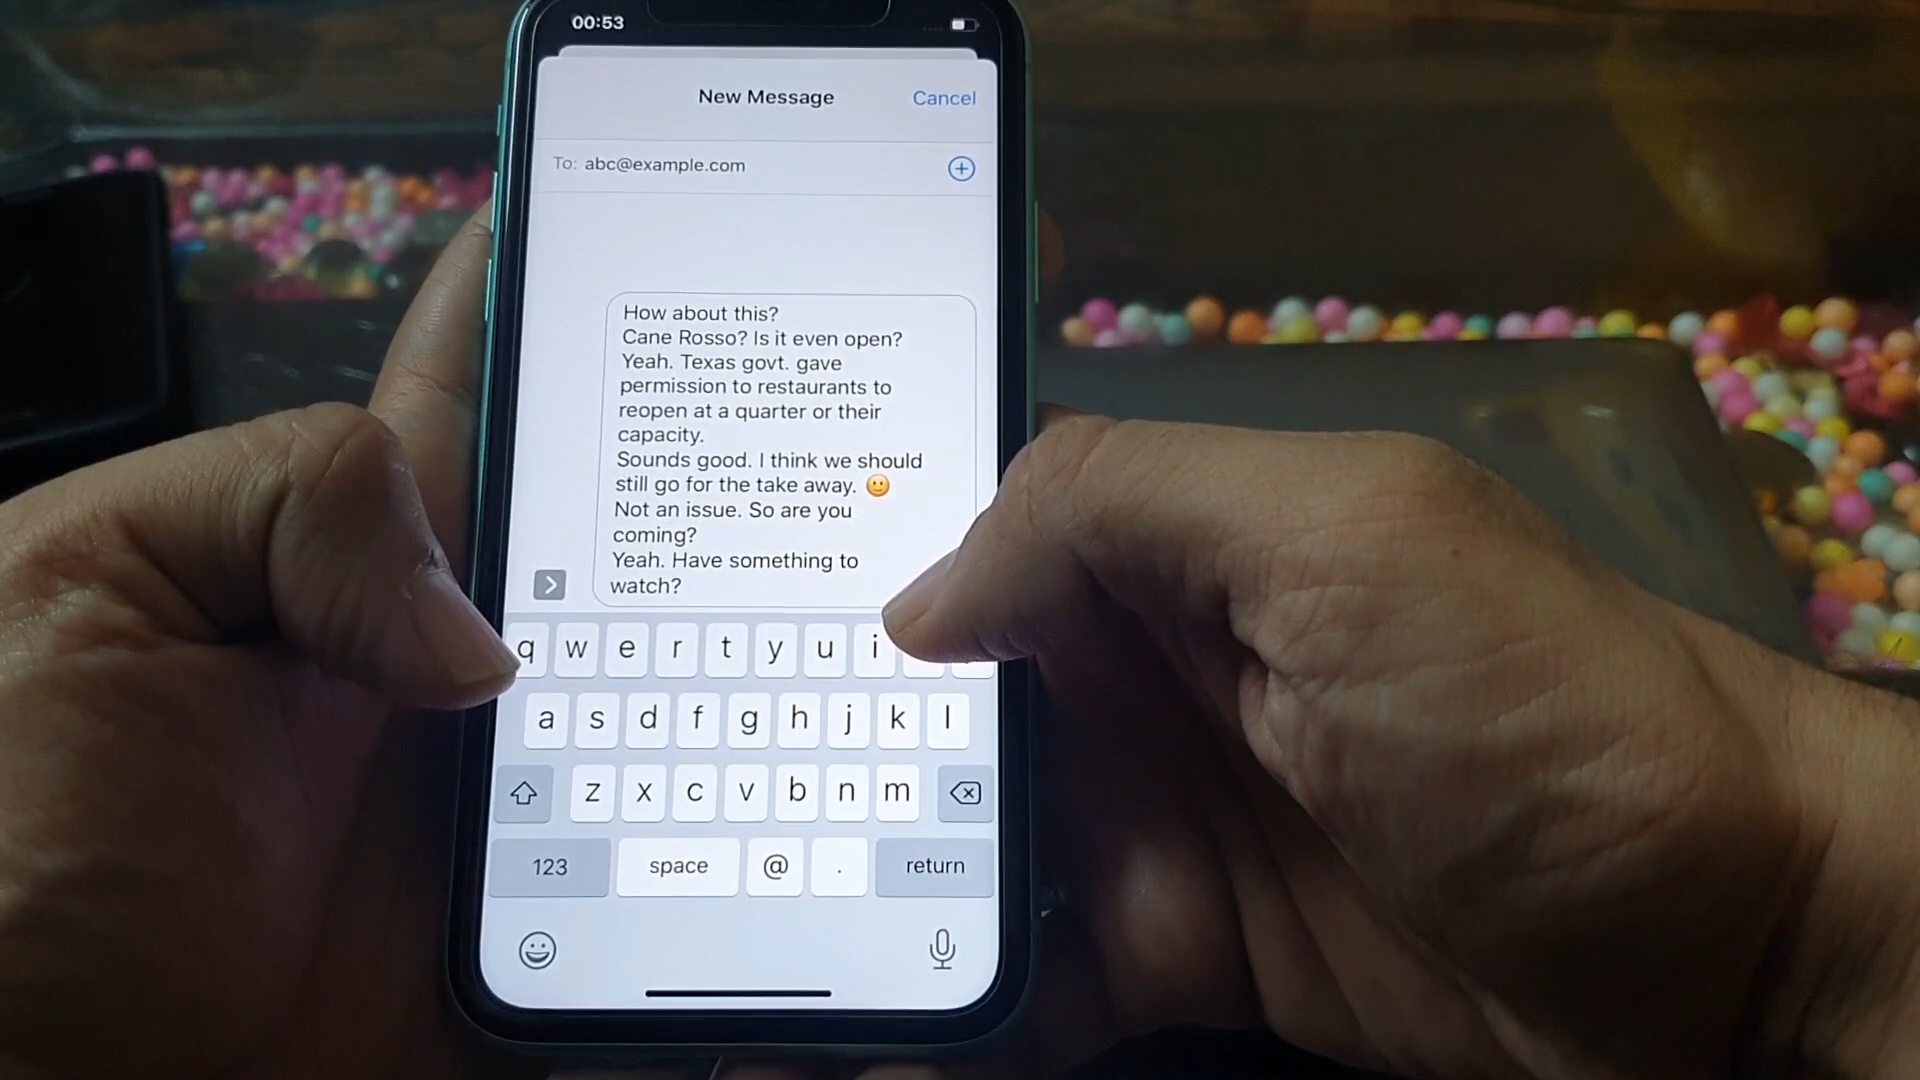 00:53
New Message
Cancel
To: abc@example.com
How about this?
Cane Rosso? Is it even open?
Yeah. Texas govt. gave
permission to restaurants to
reopen at a quarter or their
capacity.
Sounds good. I think we should
still go for the take away. 🙂
Not an issue. So are you
coming?
Yeah. Have something to
watch?
q w e r t y u i
a s d f g h j k l
z x c v b n m
123 space @ . return